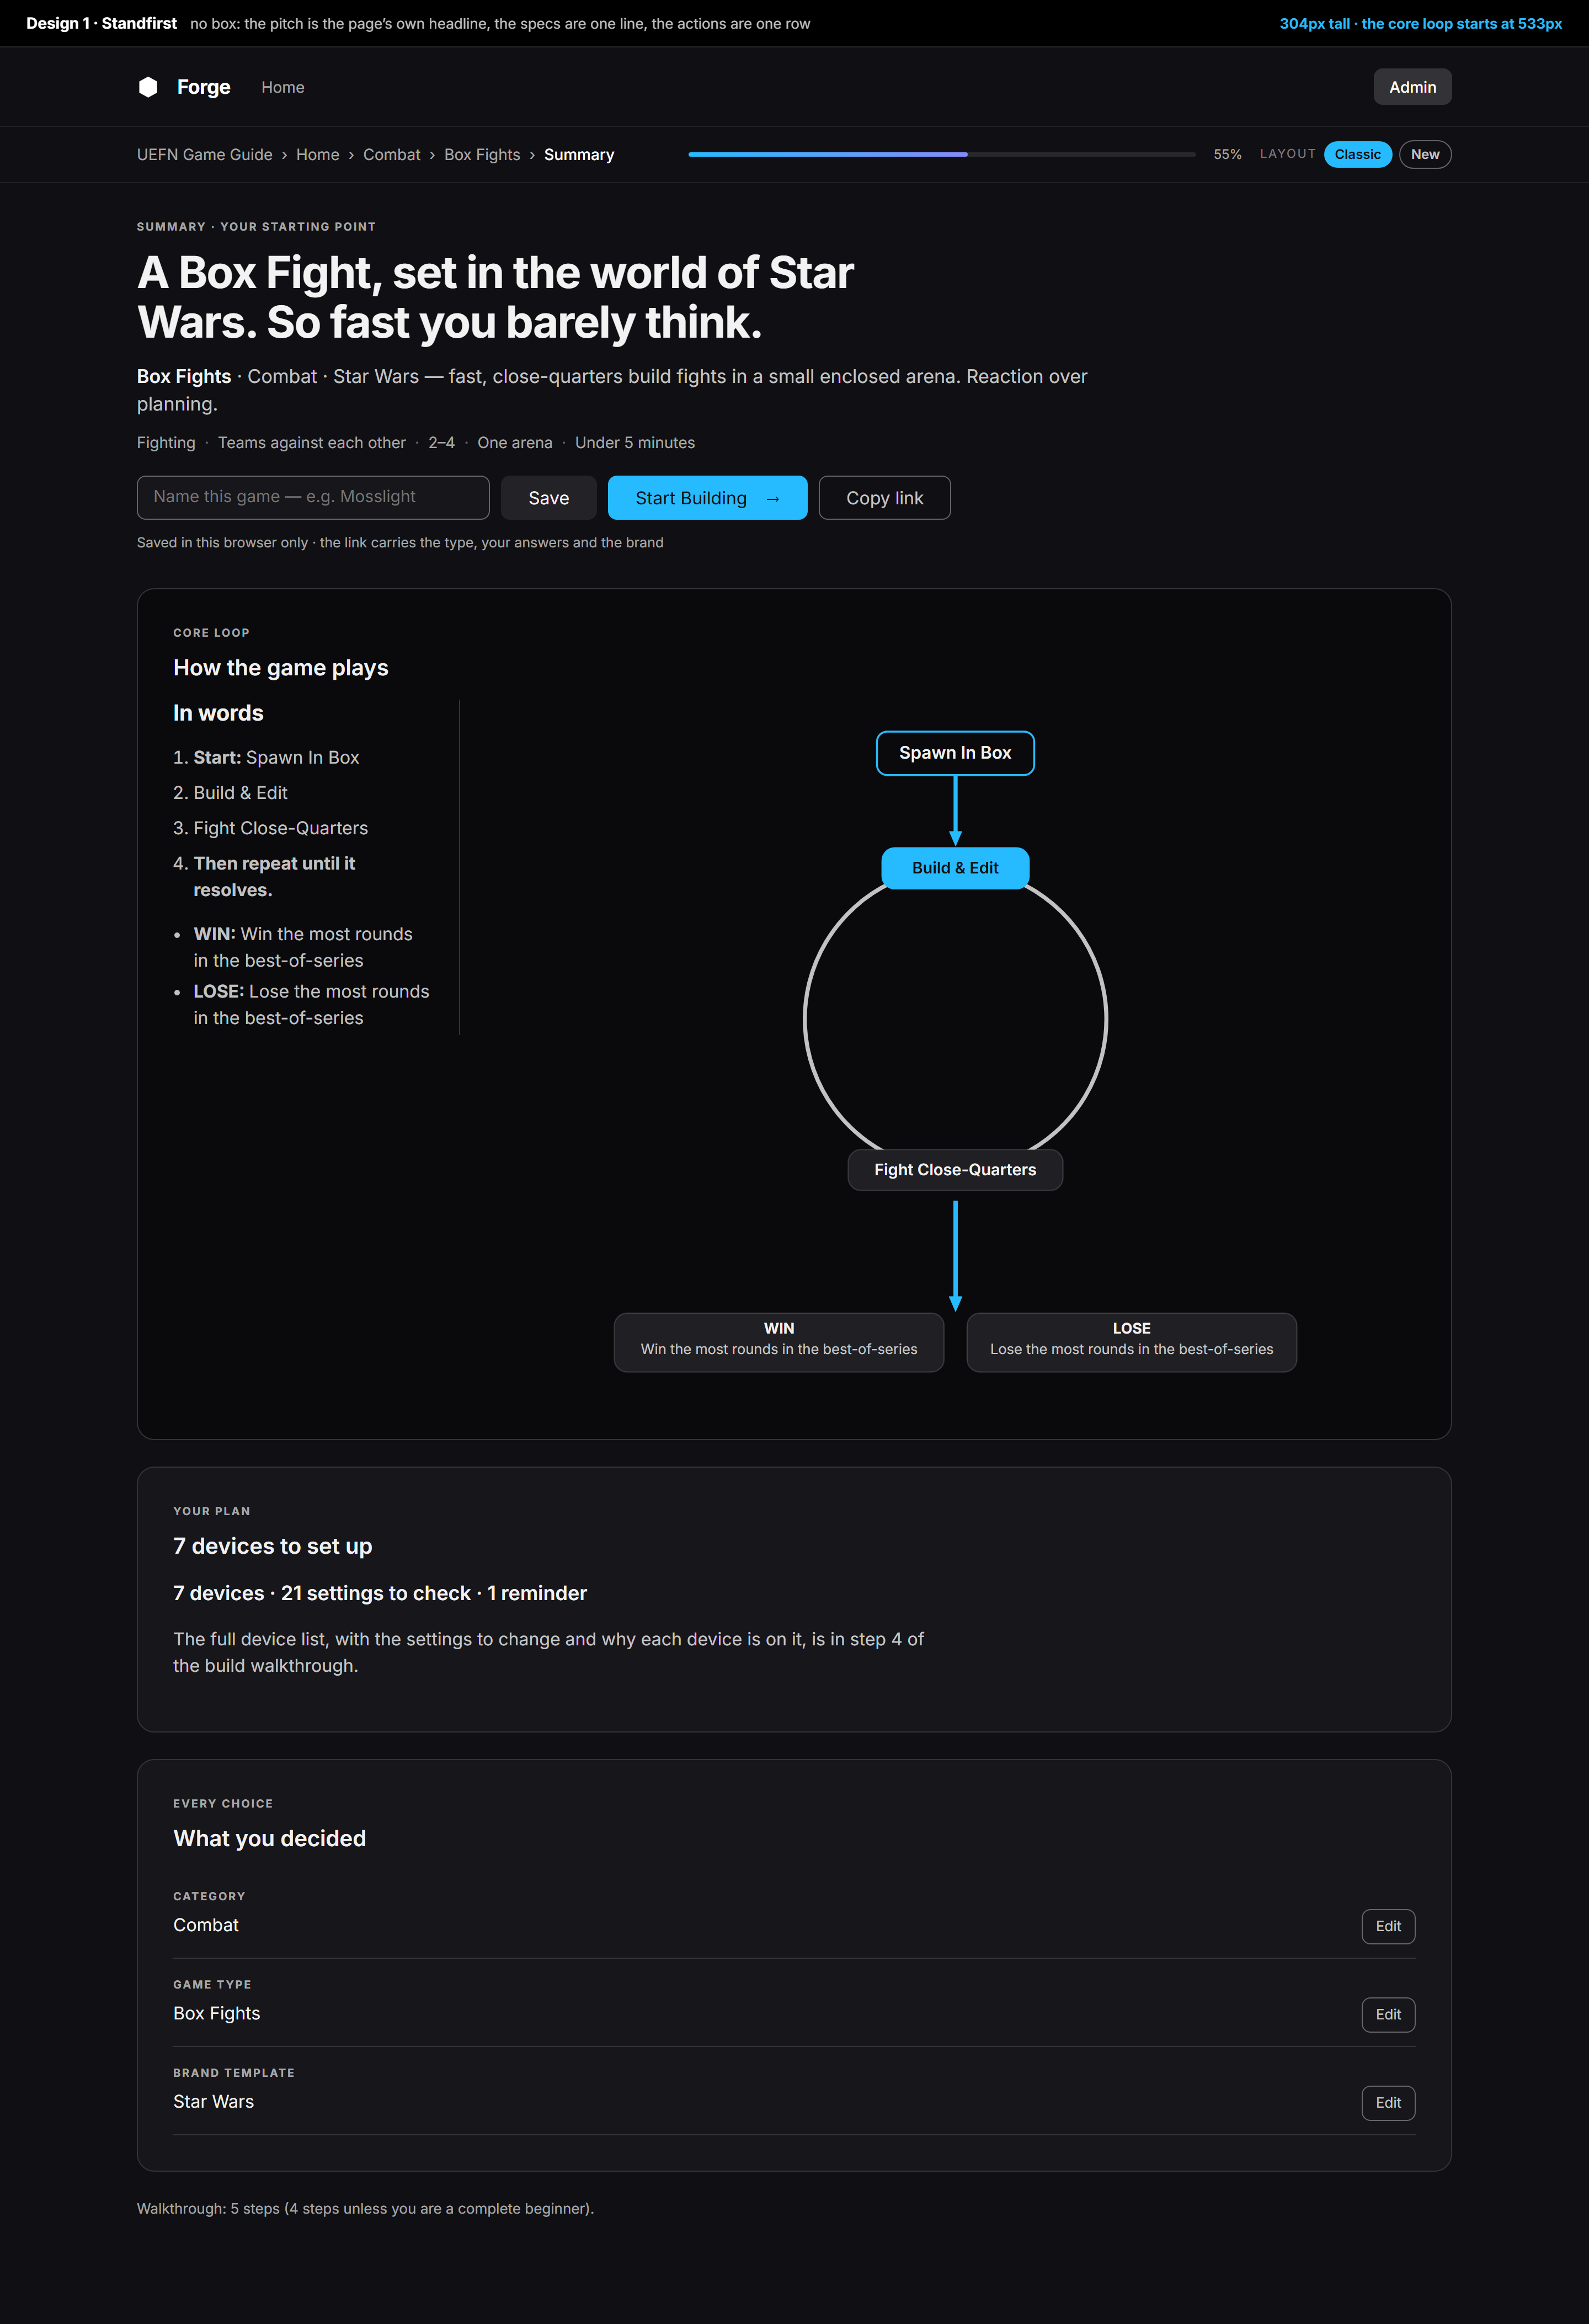 Design 1 · Standfirst no box: the pitch is the page’s own headline, the specs are one line, the actions are one row 304px tall · the core loop starts at 533px
Forge Home Admin
UEFN Game Guide › Home › Combat › Box Fights › Summary 55% LAYOUT Classic New
SUMMARY · YOUR STARTING POINT
A Box Fight, set in the world of Star
Wars. So fast you barely think.
Box Fights · Combat · Star Wars — fast, close-quarters build fights in a small enclosed arena. Reaction over
planning.
Fighting · Teams against each other · 2–4 · One arena · Under 5 minutes
Name this game — e.g. Mosslight Save Start Building → Copy link
Saved in this browser only · the link carries the type, your answers and the brand
CORE LOOP
How the game plays
In words
1. Start: Spawn In Box
2. Build & Edit
3. Fight Close-Quarters
4. Then repeat until it
resolves.
• WIN: Win the most rounds
in the best-of-series
• LOSE: Lose the most rounds
in the best-of-series
Spawn In Box
Build & Edit
Fight Close-Quarters
WIN
Win the most rounds in the best-of-series
LOSE
Lose the most rounds in the best-of-series
YOUR PLAN
7 devices to set up
7 devices · 21 settings to check · 1 reminder
The full device list, with the settings to change and why each device is on it, is in step 4 of
the build walkthrough.
EVERY CHOICE
What you decided
CATEGORY
Combat Edit
GAME TYPE
Box Fights Edit
BRAND TEMPLATE
Star Wars Edit
Walkthrough: 5 steps (4 steps unless you are a complete beginner).